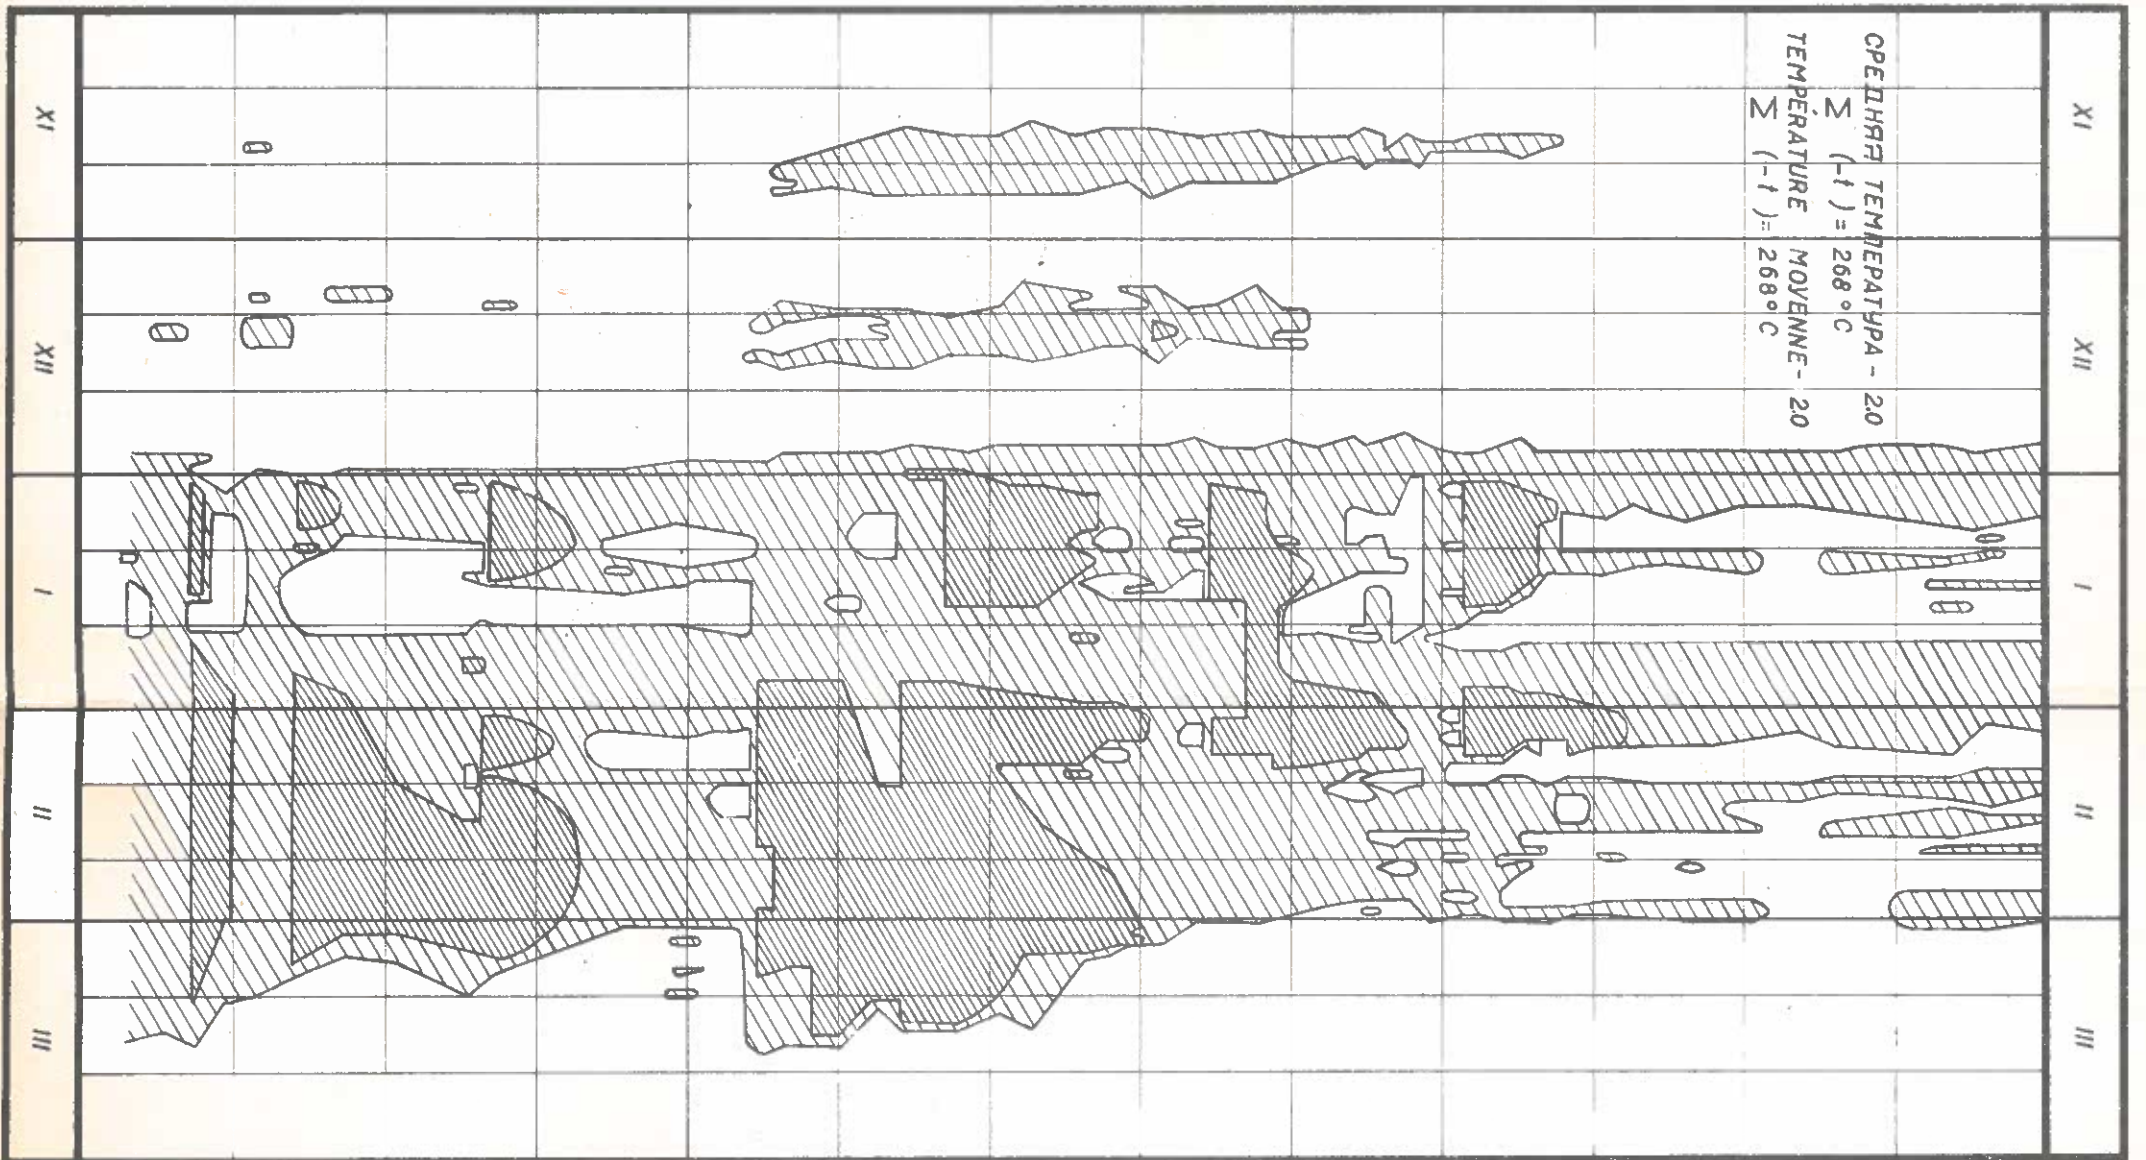 СРЕДНЯЯ ТЕМПЕРАТУРА - 2.0
Σ (-t) = 268°C
TEMPÉRATURE MOYENNE - 2.0
Σ (-t) = 268°C
XI
XII
I
II
III
XI
XII
I
II
III